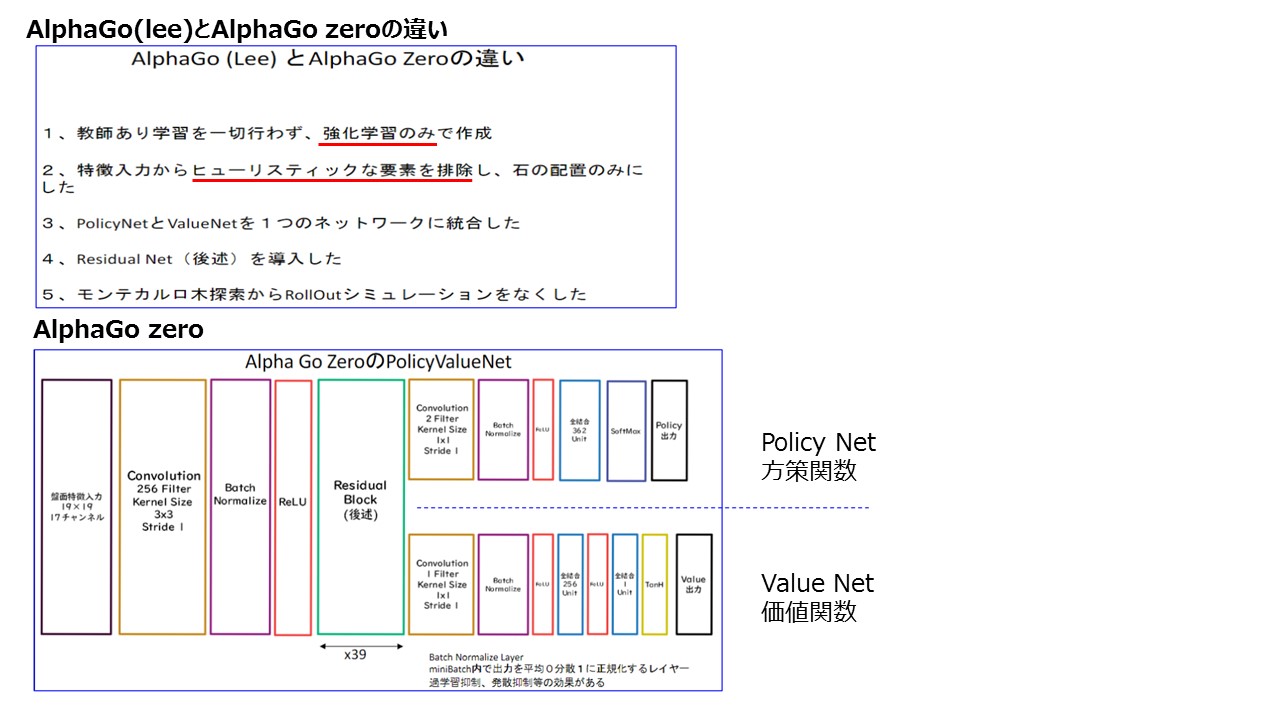 AlphaGo(lee)とAlphaGo zeroの違い
AlphaGo (Lee) とAlphaGo Zeroの違い
１、教師あり学習を一切行わず、強化学習のみで作成
２、特徴入力からヒューリスティックな要素を排除し、石の配置のみに
した
３、PolicyNetとValueNetを１つのネットワークに統合した
４、Residual Net（後述）を導入した
５、モンテカルロ木探索からRollOutシミュレーションをなくした
AlphaGo zero
Alpha Go ZeroのPolicyValueNet
盤面特徴入力
19×19
17チャンネル
Convolution
256 Filter
Kernel Size
3x3
Stride 1
Batch
Normalize
ReLU
Residual
Block
(後述)
x39
Convolution
2 Filter
Kernel Size
1x1
Stride 1
Batch
Normalize
ReLU
全結合
362
Unit
SoftMax
Policy
出力
Convolution
1 Filter
Kernel Size
1x1
Stride 1
Batch
Normalize
ReLU
全結合
256
Unit
ReLU
全結合
1
Unit
TanH
Value
出力
Policy Net
方策関数
Value Net
価値関数
Batch Normalize Layer
miniBatch内で出力を平均０分散１に正規化するレイヤー
過学習抑制、発散抑制等の効果がある